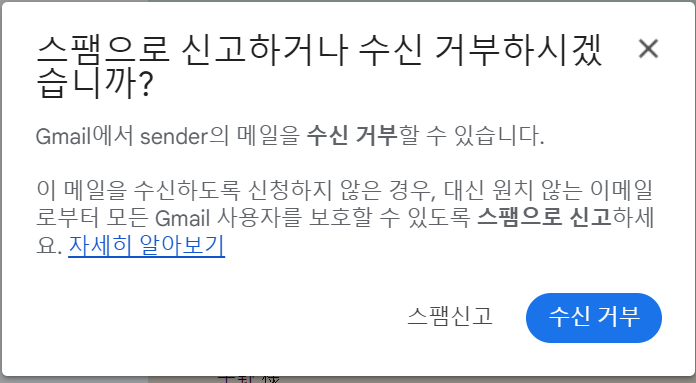 스팸으로 신고하거나 수신 거부하시겠
습니까?
Gmail에서 sender의 메일을 수신 거부할 수 있습니다.
이 메일을 수신하도록 신청하지 않은 경우, 대신 원치 않는 이메일
로부터 모든 Gmail 사용자를 보호할 수 있도록 스팸으로 신고하세
요. 자세히 알아보기
스팸신고 수신 거부